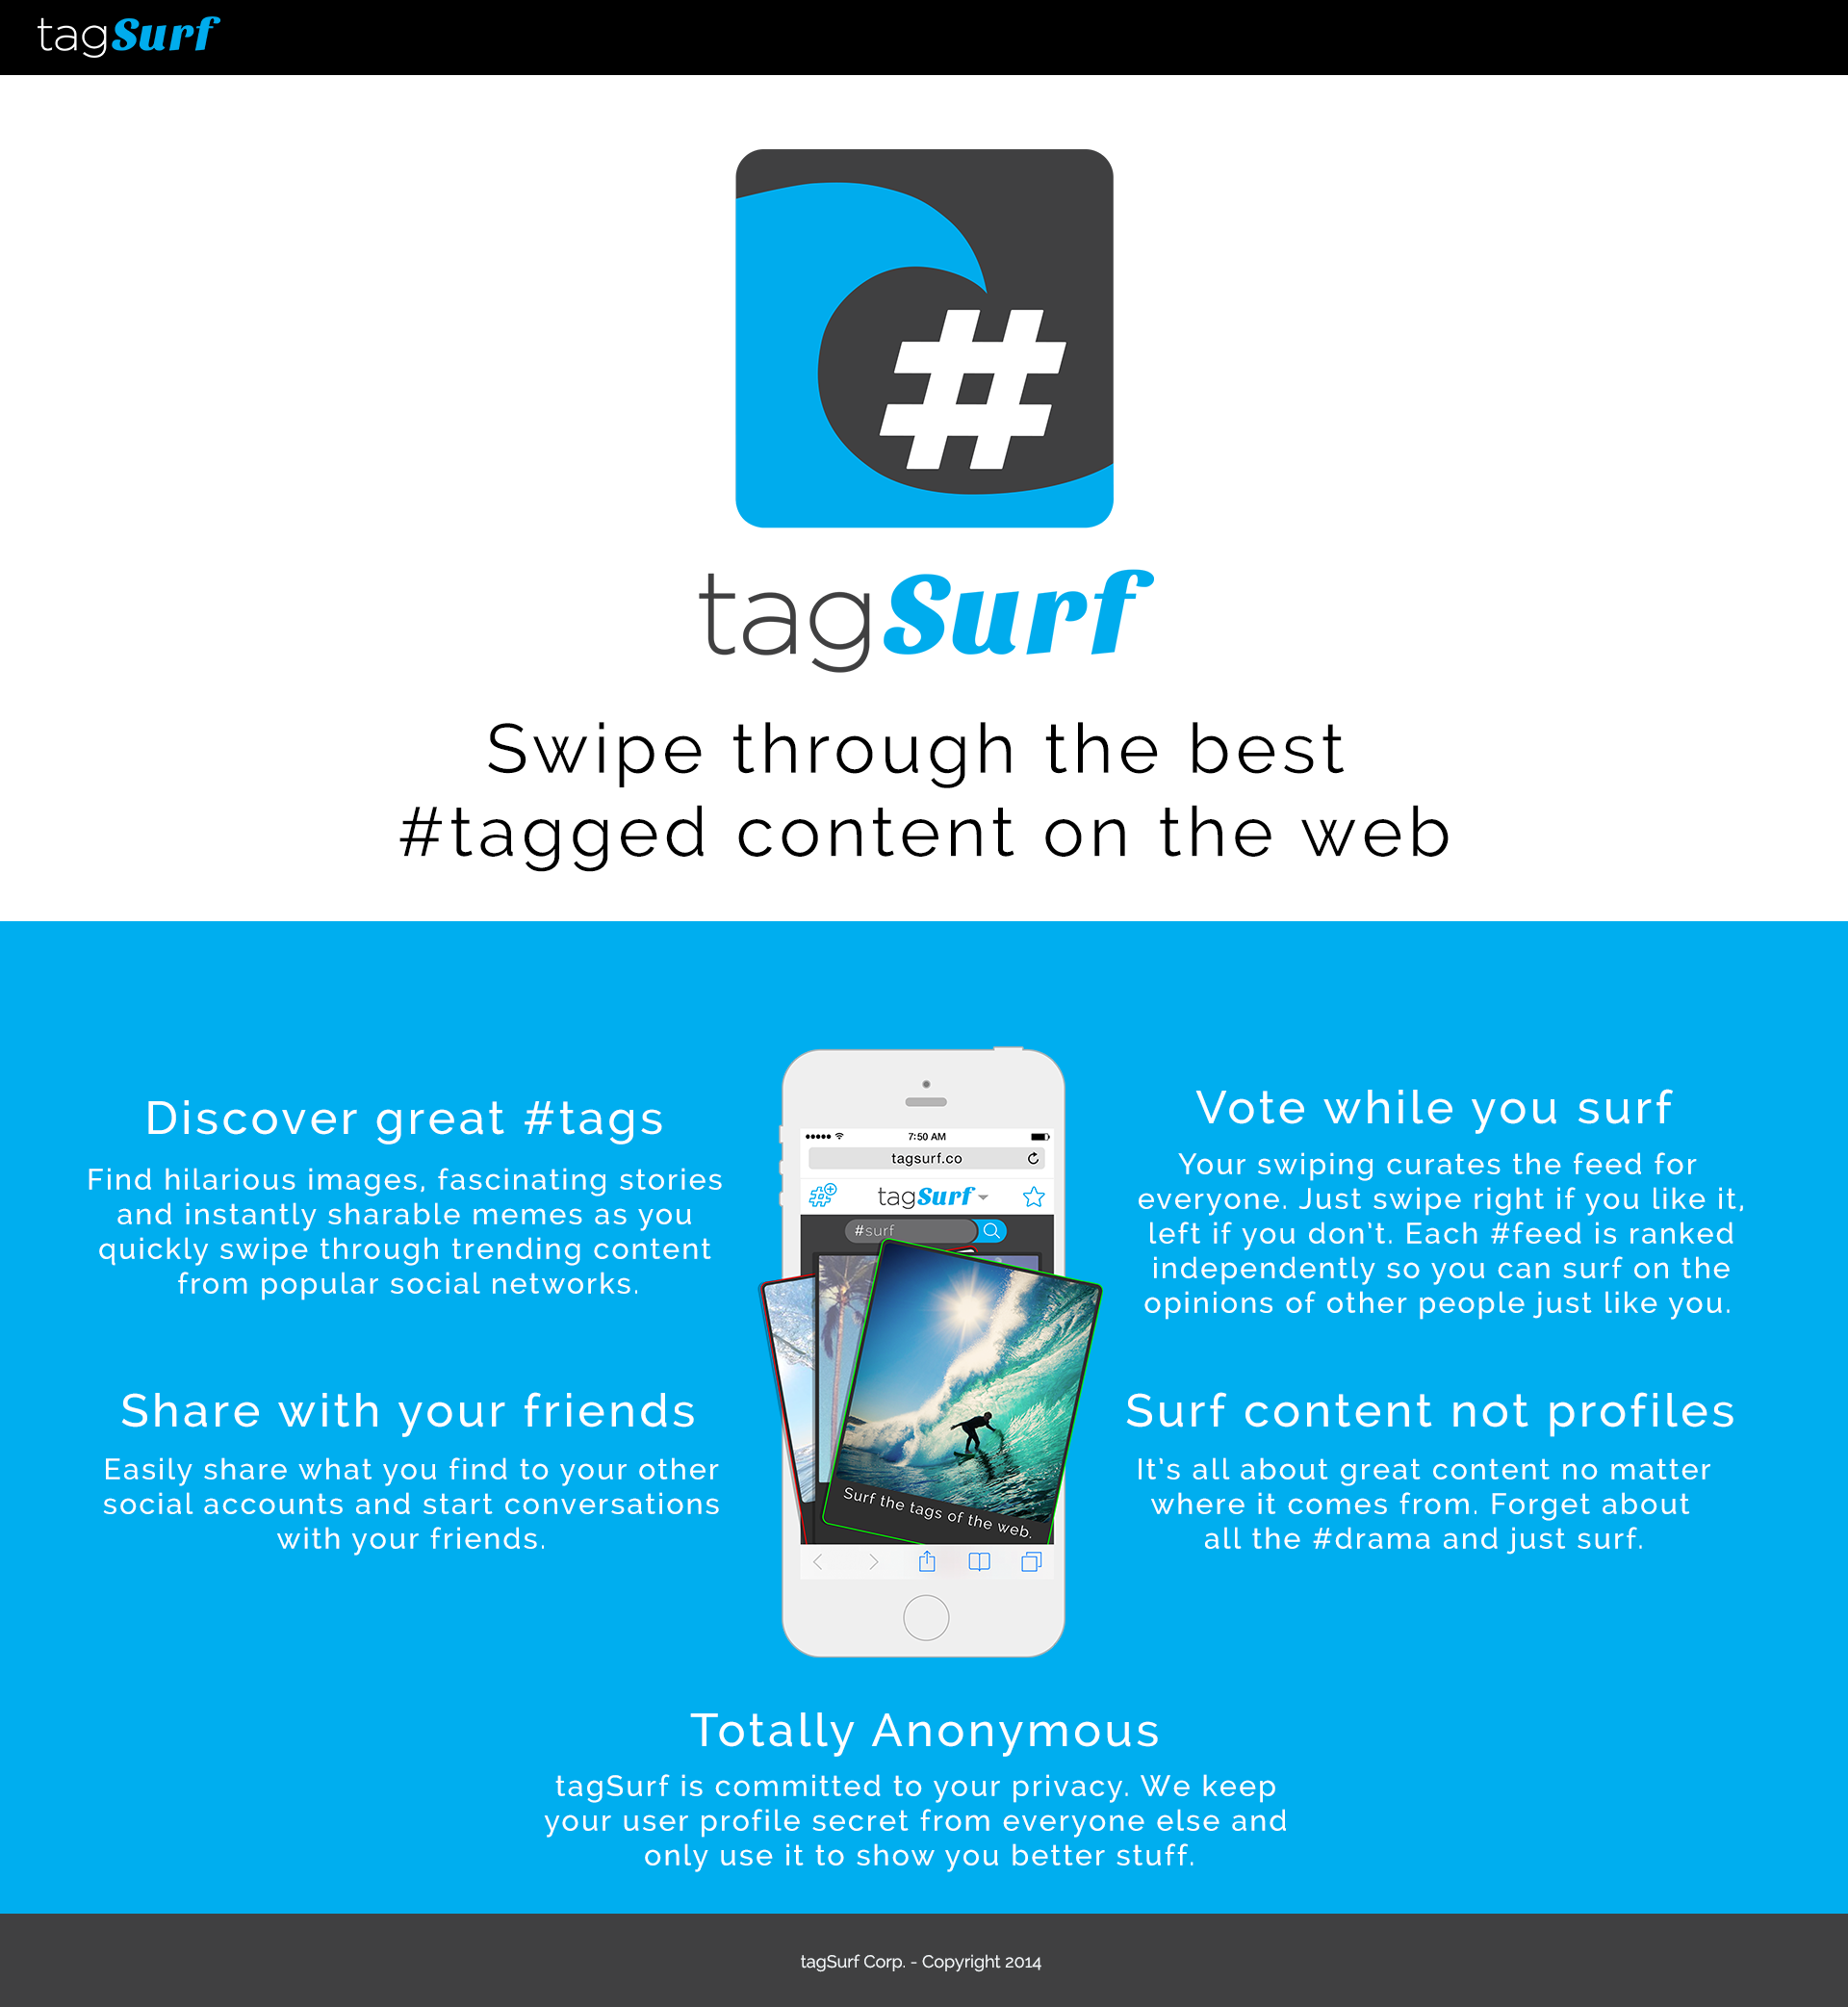 tagSurf
#
tagSurf
Swipe through the best
#tagged content on the web
Discover great #tags
Find hilarious images, fascinating stories
and instantly sharable memes as you
quickly swipe through trending content
from popular social networks.
Share with your friends
Easily share what you find to your other
social accounts and start conversations
with your friends.
7:50 AM
tagsurf.co
tagSurf
#surf
Surf the tags of the web.
Vote while you surf
Your swiping curates the feed for
everyone. Just swipe right if you like it,
left if you don’t. Each #feed is ranked
independently so you can surf on the
opinions of other people just like you.
Surf content not profiles
It’s all about great content no matter
where it comes from. Forget about
all the #drama and just surf.
Totally Anonymous
tagSurf is committed to your privacy. We keep
your user profile secret from everyone else and
only use it to show you better stuff.
tagSurf Corp. - Copyright 2014